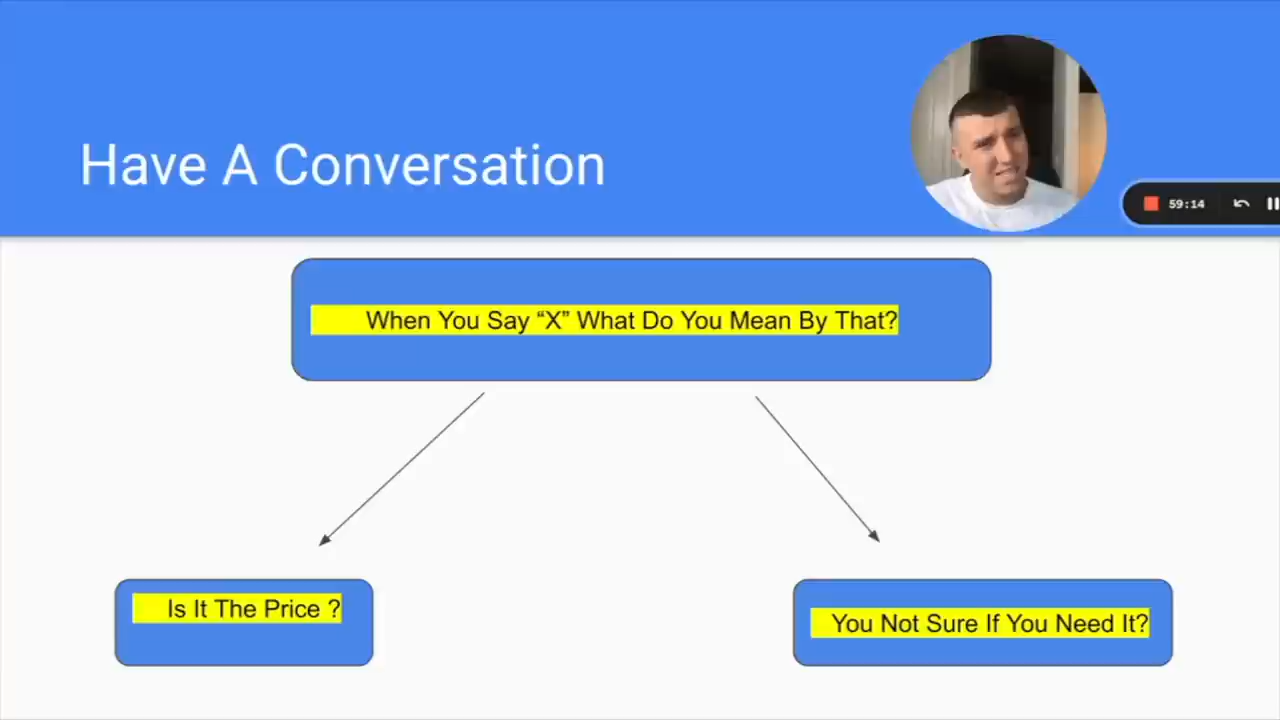 Have A Conversation
59:14
When You Say “X” What Do You Mean By That?
Is It The Price ?
You Not Sure If You Need It?